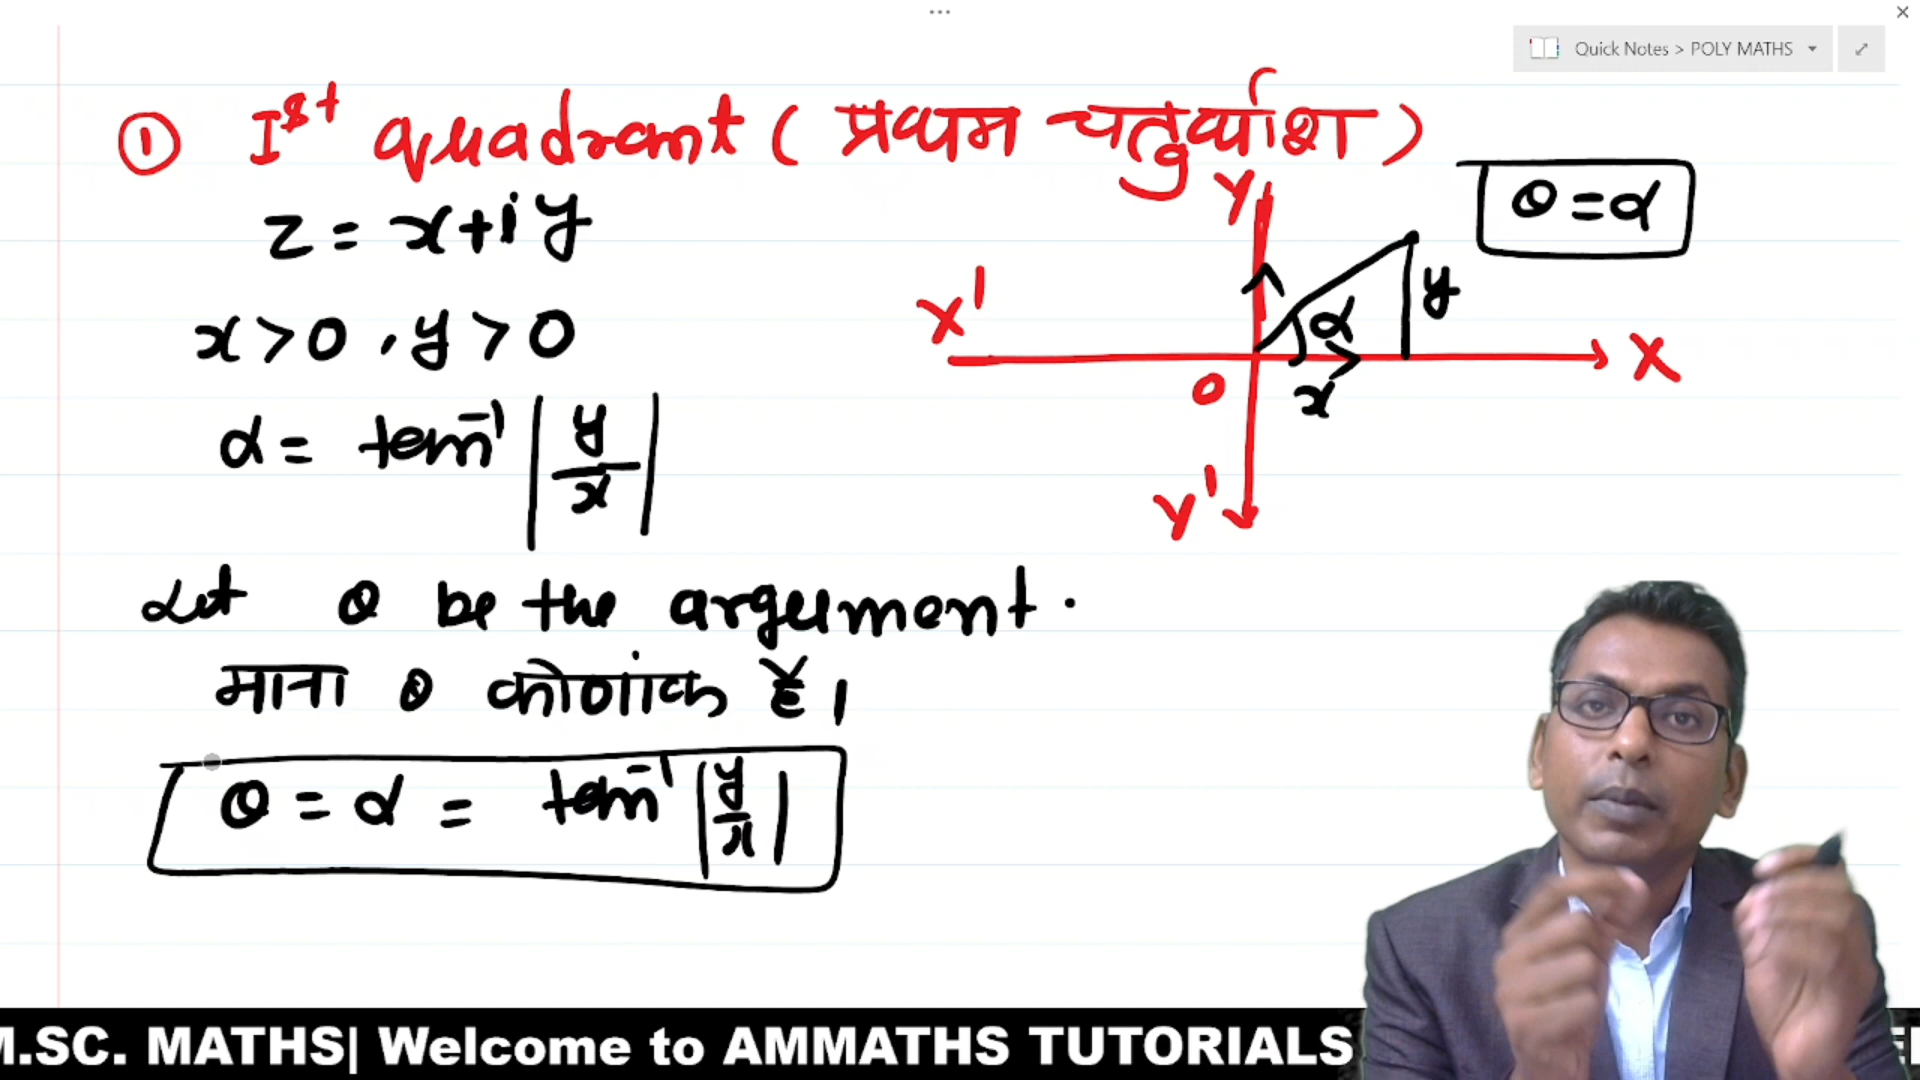 Quick Notes > POLY MATHS
① Ist quadrant ( प्रथम चतुर्थांश )
z = x+iy
θ = α
x > 0 , y > 0
α = tan⁻¹ |y/x|
Y
X'
α
y
X
O
x
Y'
Let θ be the argument.
माना θ कोणांक है।
θ = α = tan⁻¹ |y/x|
M.SC. MATHS| Welcome to AMMATHS TUTORIALS